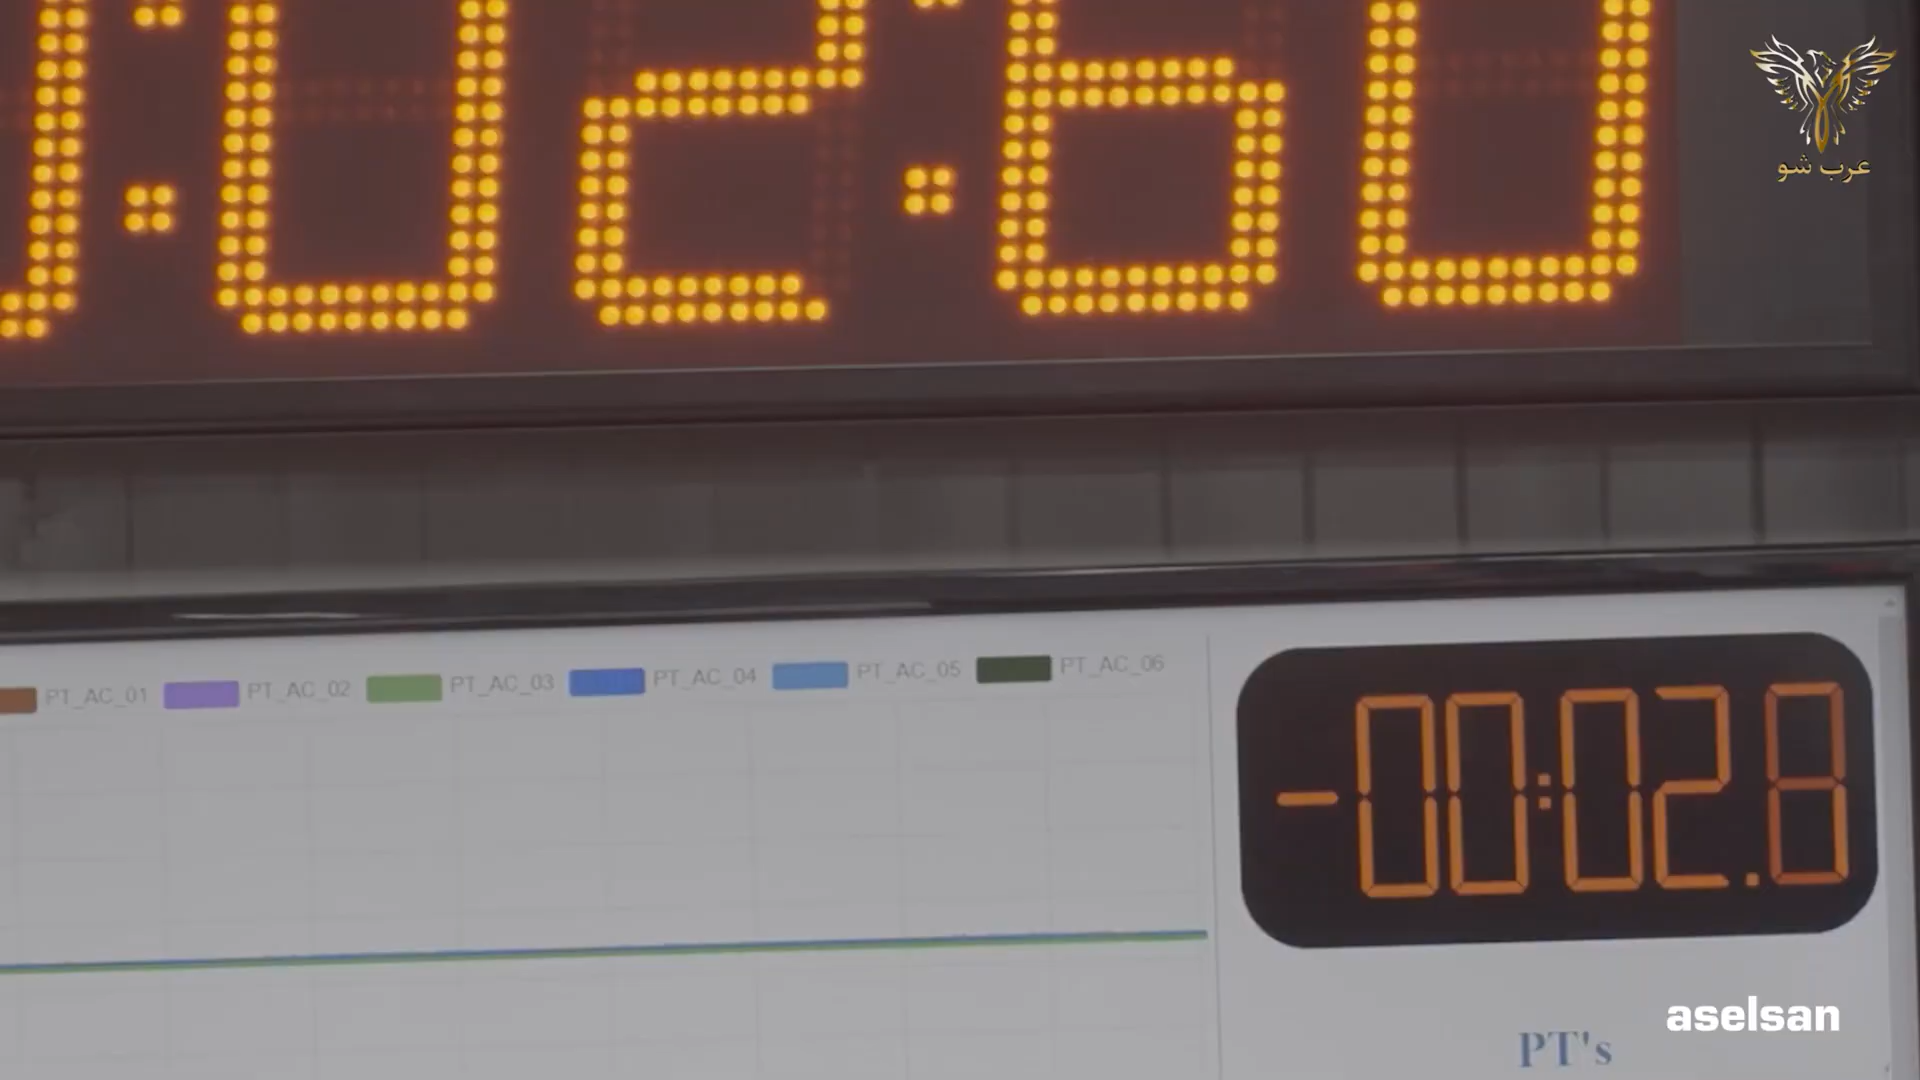 0:02:60
عرب شو
PT_AC_01 PT_AC_02 PT_AC_03 PT_AC_04 PT_AC_05 PT_AC_06
-00:02.8
aselsan
PT's